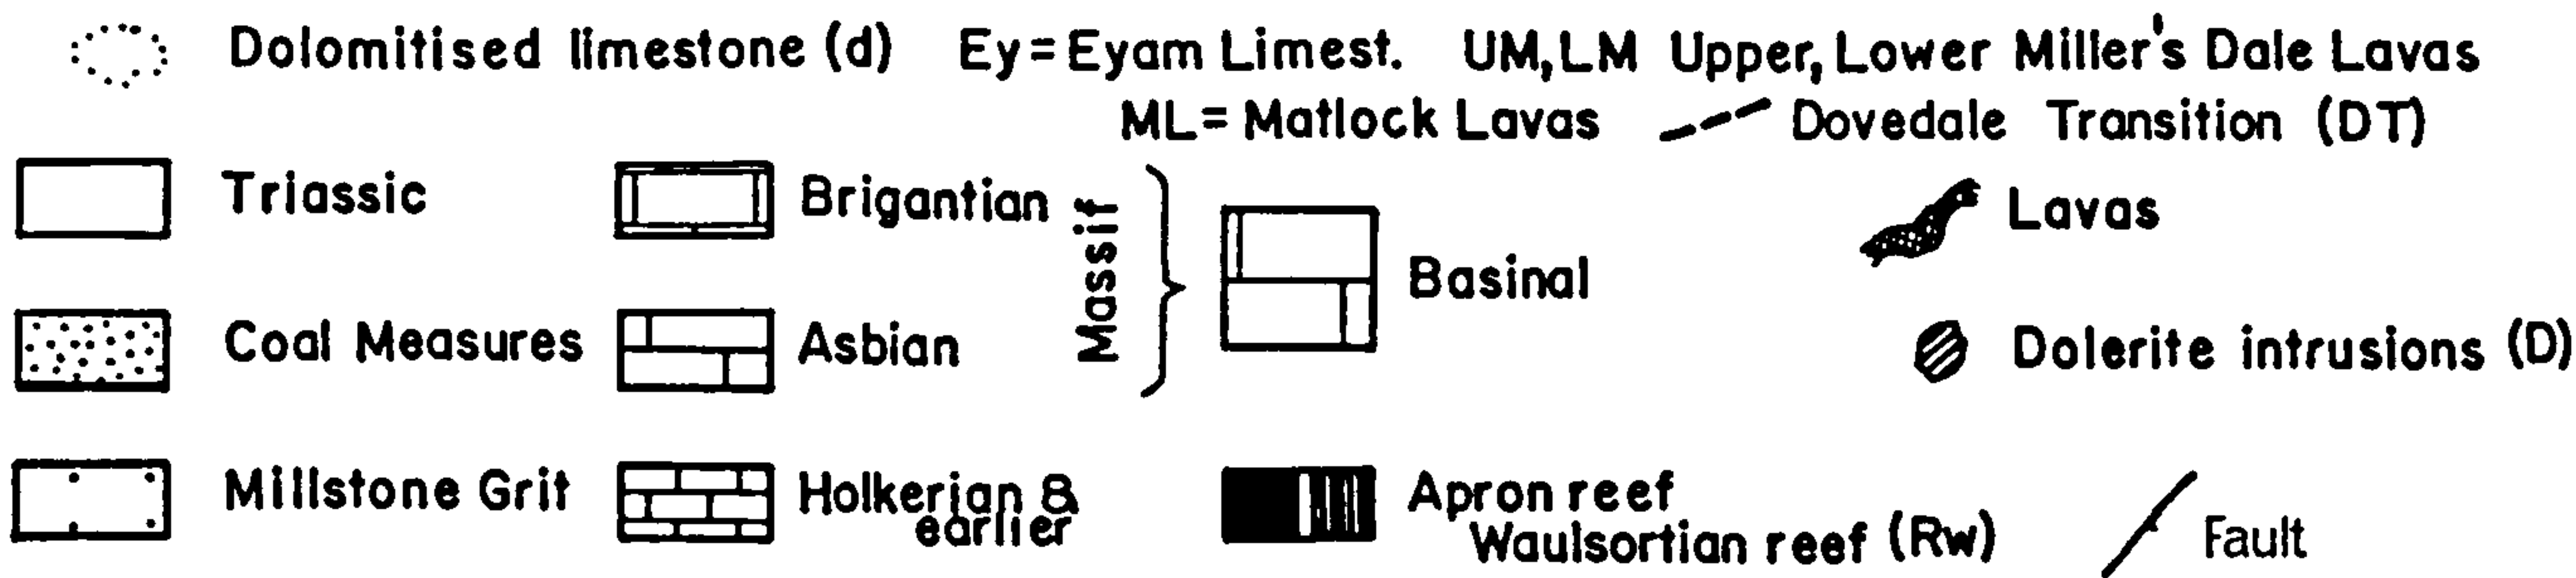 Dolomitised limestone (d) Ey=Eyam Limest. UM,LM Upper, Lower Miller's Dale Lavas
ML= Matlock Lavas Dovedale Transition (DT)
Triassic
Brigantian
Massif
Basinal
Lavas
Coal Measures
Asbian
Dolerite intrusions (D)
Millstone Grit
Holkerian &
earlier
Apron reef
Waulsortian reef (Rw)
Fault